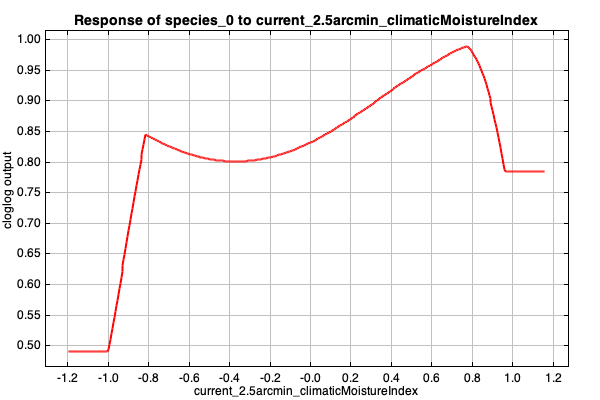 Response of species_0 to current_2.5arcmin_climaticMoistureIndex
1.00
0.95
0.90
0.85
0.80
0.75
0.70
0.65
0.60
0.55
0.50
cloglog output
-1.2 -1.0 -0.8 -0.6 -0.4 -0.2 -0.0 0.2 0.4 0.6 0.8 1.0 1.2
current_2.5arcmin_climaticMoistureIndex